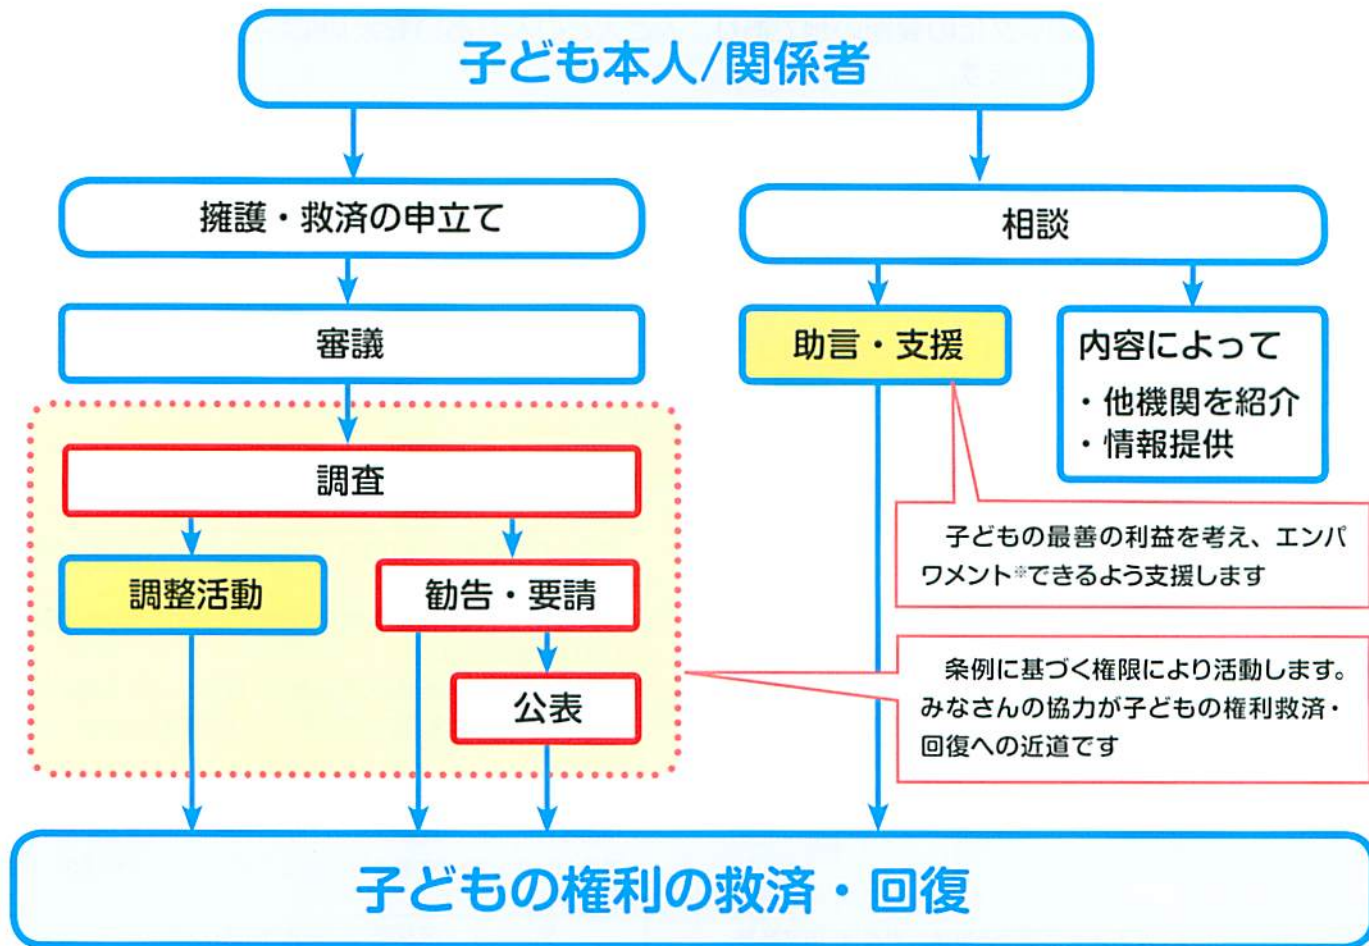 子ども本人/関係者
擁護・救済の申立て
相談
審議
助言・支援
内容によって
・他機関を紹介
・情報提供
調査
調整活動
勧告・要請
公表
子どもの最善の利益を考え、エンパ
ワメント※できるよう支援します
条例に基づく権限により活動します。
みなさんの協力が子どもの権利救済・
回復への近道です
子どもの権利の救済・回復